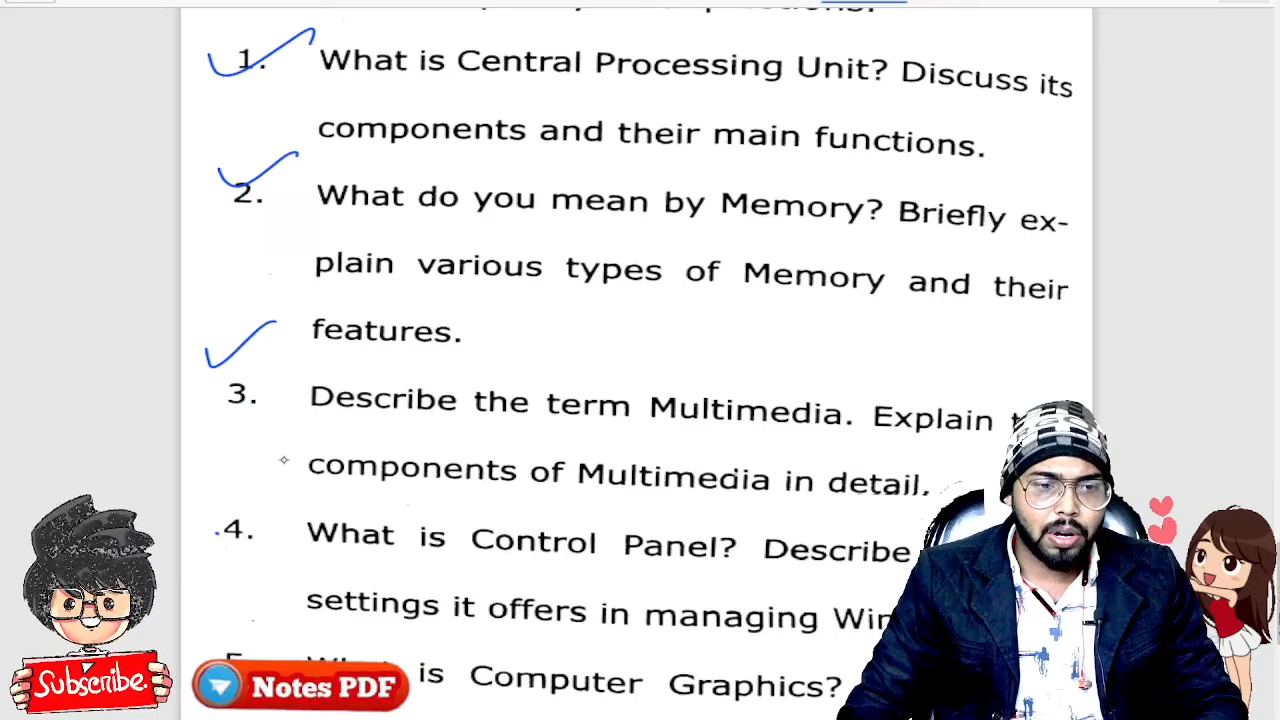 1. What is Central Processing Unit? Discuss its
components and their main functions.
2. What do you mean by Memory? Briefly ex-
plain various types of Memory and their
features.
3. Describe the term Multimedia. Explain
components of Multimedia in detail.
4. What is Control Panel? Describe
settings it offers in managing
is Computer Graphics?
Subscribe.
Notes PDF